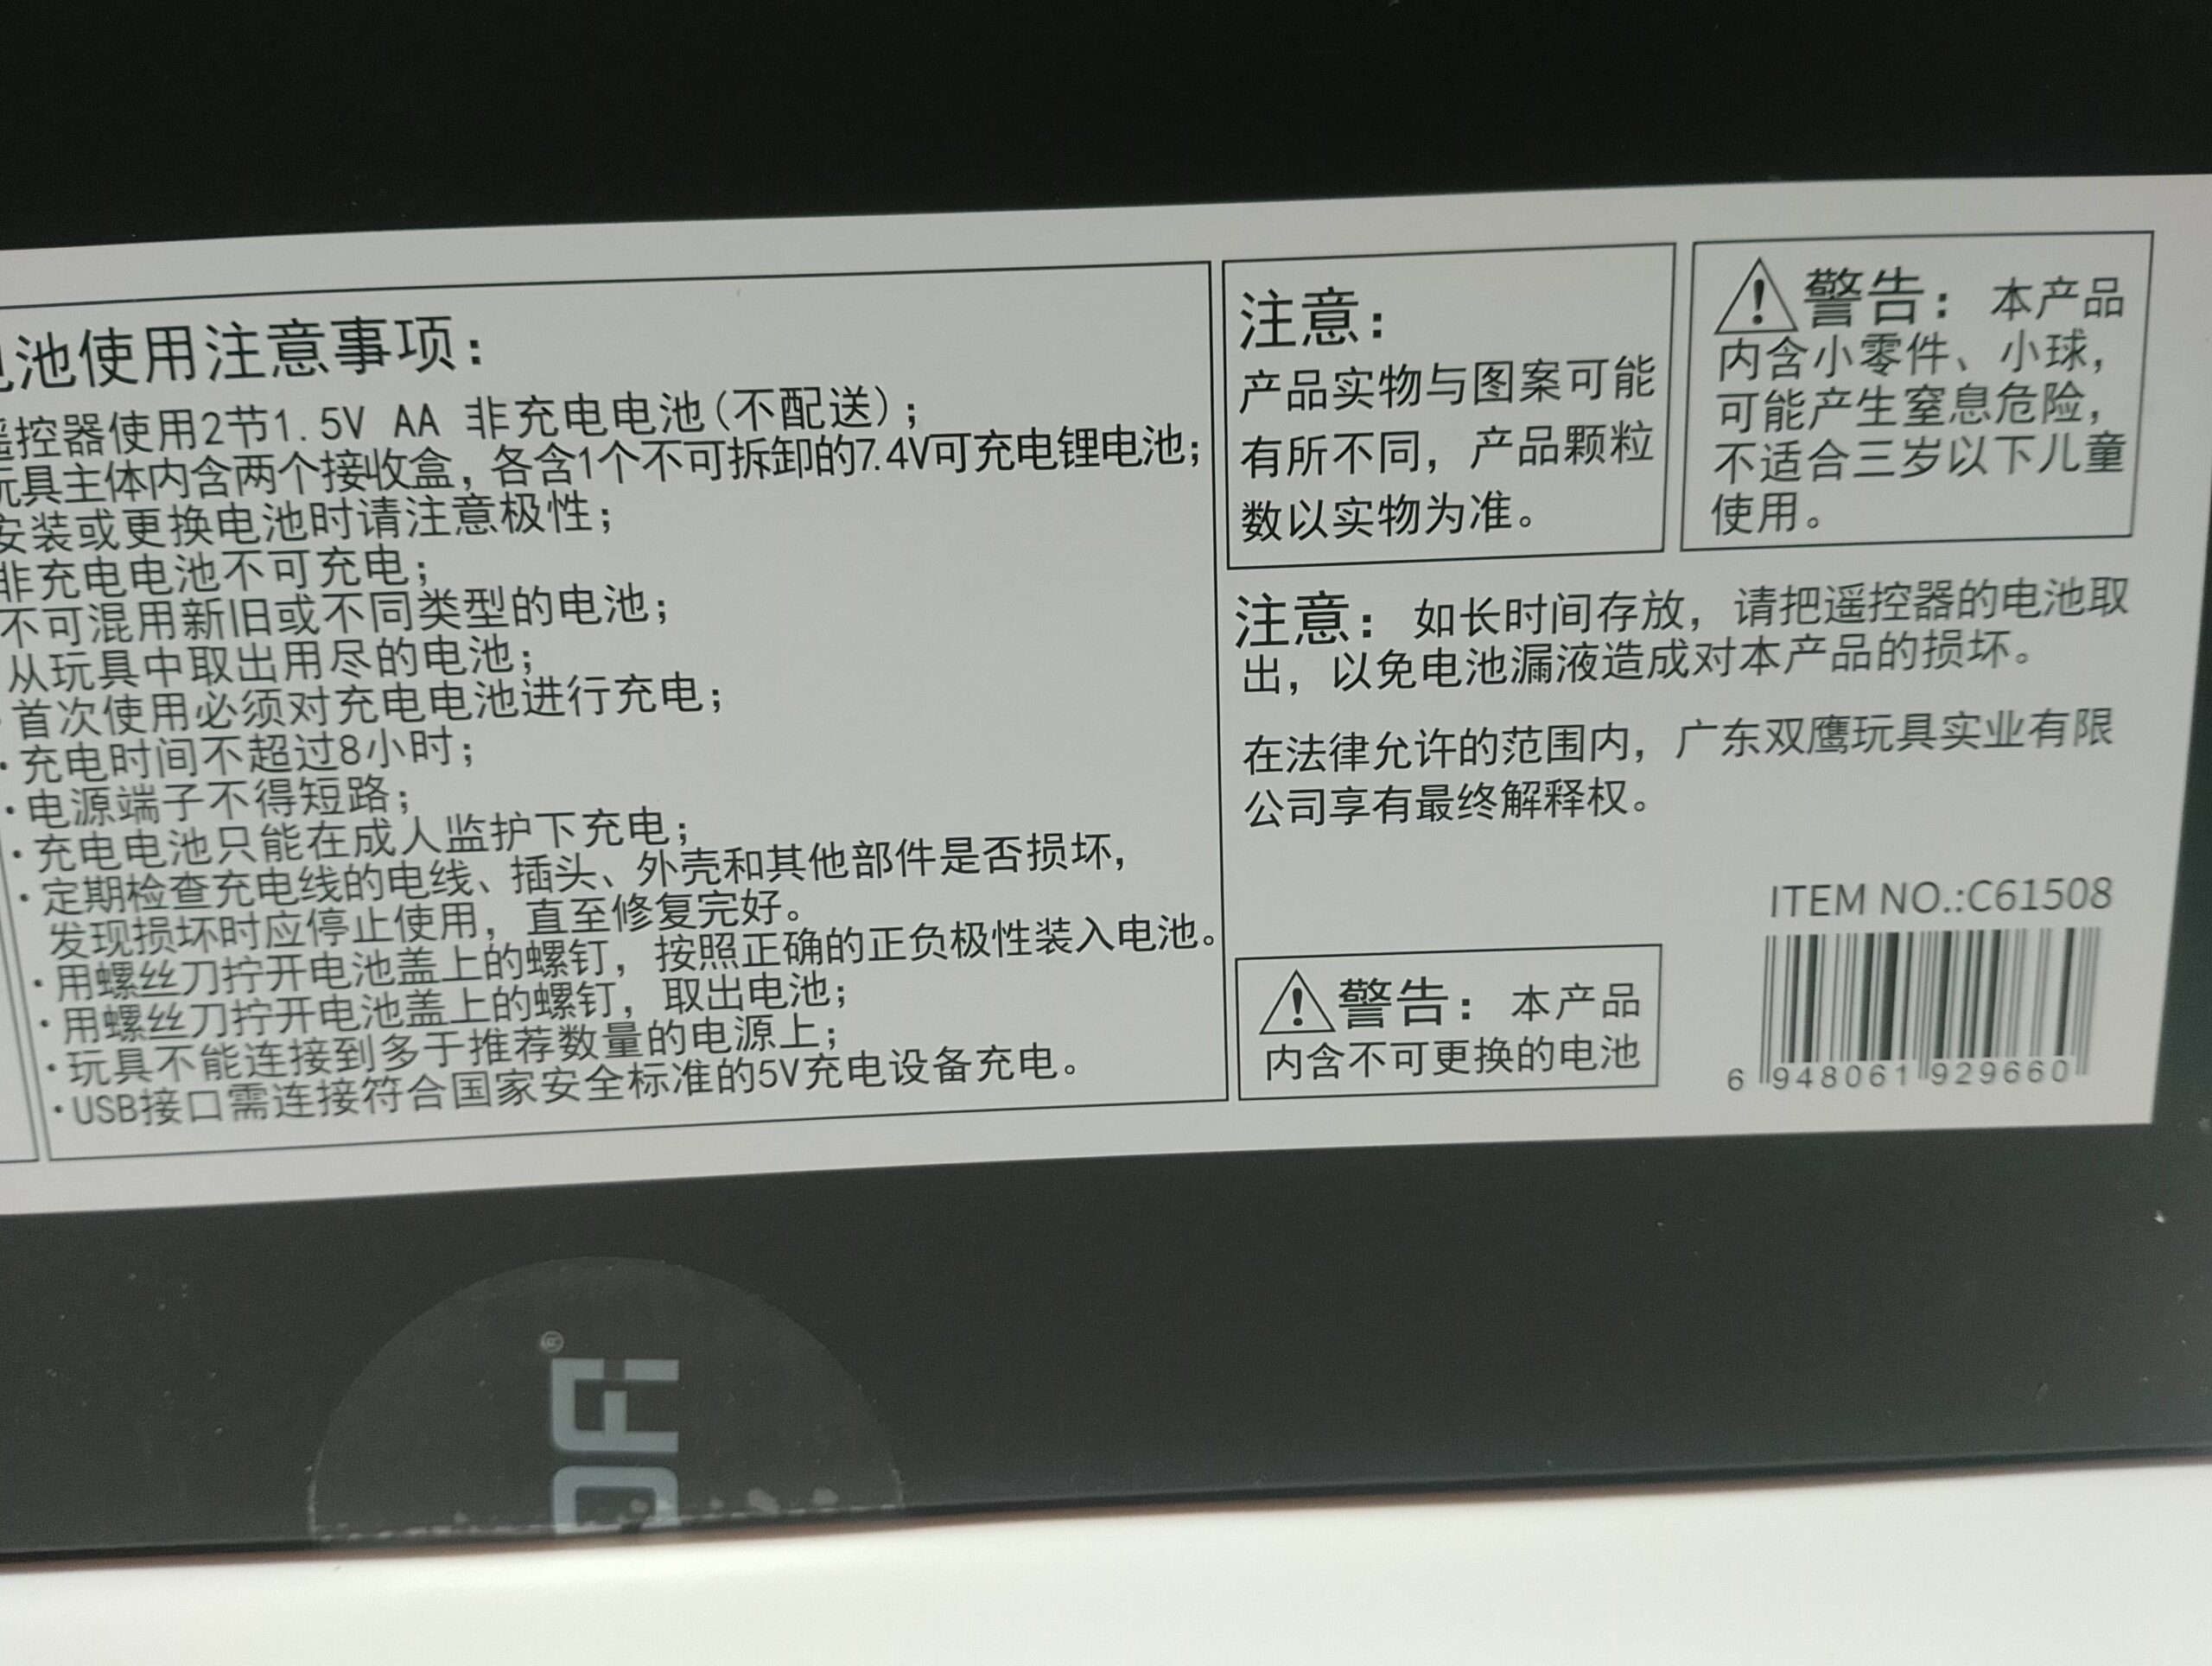 池使用注意事项：
遥控器使用2节1.5V AA 非充电电池(不配送)；
玩具主体内含两个接收盒，各含1个不可拆卸的7.4V可充电锂电池；
安装或更换电池时请注意极性；
非充电电池不可充电；
不可混用新旧或不同类型的电池；
从玩具中取出用尽的电池；
·首次使用必须对充电电池进行充电；
·充电时间不超过8小时；
·电源端子不得短路；
·充电电池只能在成人监护下充电；
·定期检查充电线的电线、插头、外壳和其他部件是否损坏，
发现损坏时应停止使用，直至修复完好。
·用螺丝刀拧开电池盖上的螺钉，按照正确的正负极性装入电池。
·用螺丝刀拧开电池盖上的螺钉，取出电池；
·玩具不能连接到多于推荐数量的电源上；
·USB接口需连接符合国家安全标准的5V充电设备充电。
注意：
产品实物与图案可能
有所不同，产品颗粒
数以实物为准。
警告：本产品
内含小零件、小球，
可能产生窒息危险，
不适合三岁以下儿童
使用。
注意：如长时间存放，请把遥控器的电池取
出，以免电池漏液造成对本产品的损坏。
在法律允许的范围内，广东双鹰玩具实业有限
公司享有最终解释权。
警告：本产品
内含不可更换的电池
ITEM NO.:C61508
6 948061 929660